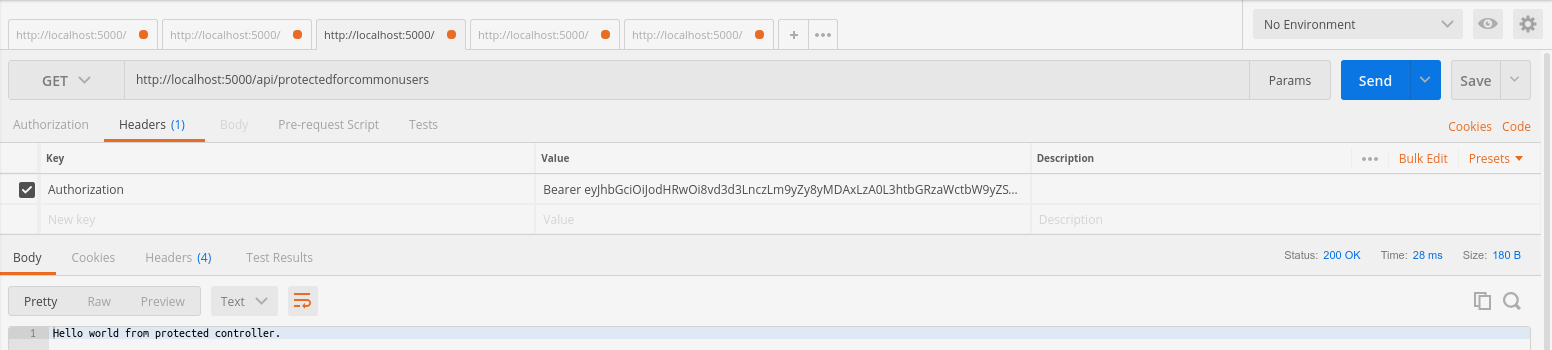 http://localhost:5000/ http://localhost:5000/ http://localhost:5000/ http://localhost:5000/ http://localhost:5000/ + ••• No Environment
GET http://localhost:5000/api/protectedforcommonusers Params Send Save
Authorization Headers (1) Body Pre-request Script Tests Cookies Code
Key Value Description ••• Bulk Edit Presets
Authorization Bearer eyJhbGciOiJodHRwOi8vd3d3LnczLm9yZy8yMDAxLzA0L3htbGRzaWctbW9yZS...
New key Value Description
Body Cookies Headers (4) Test Results Status: 200 OK Time: 28 ms Size: 180 B
Pretty Raw Preview Text
1 Hello world from protected controller.